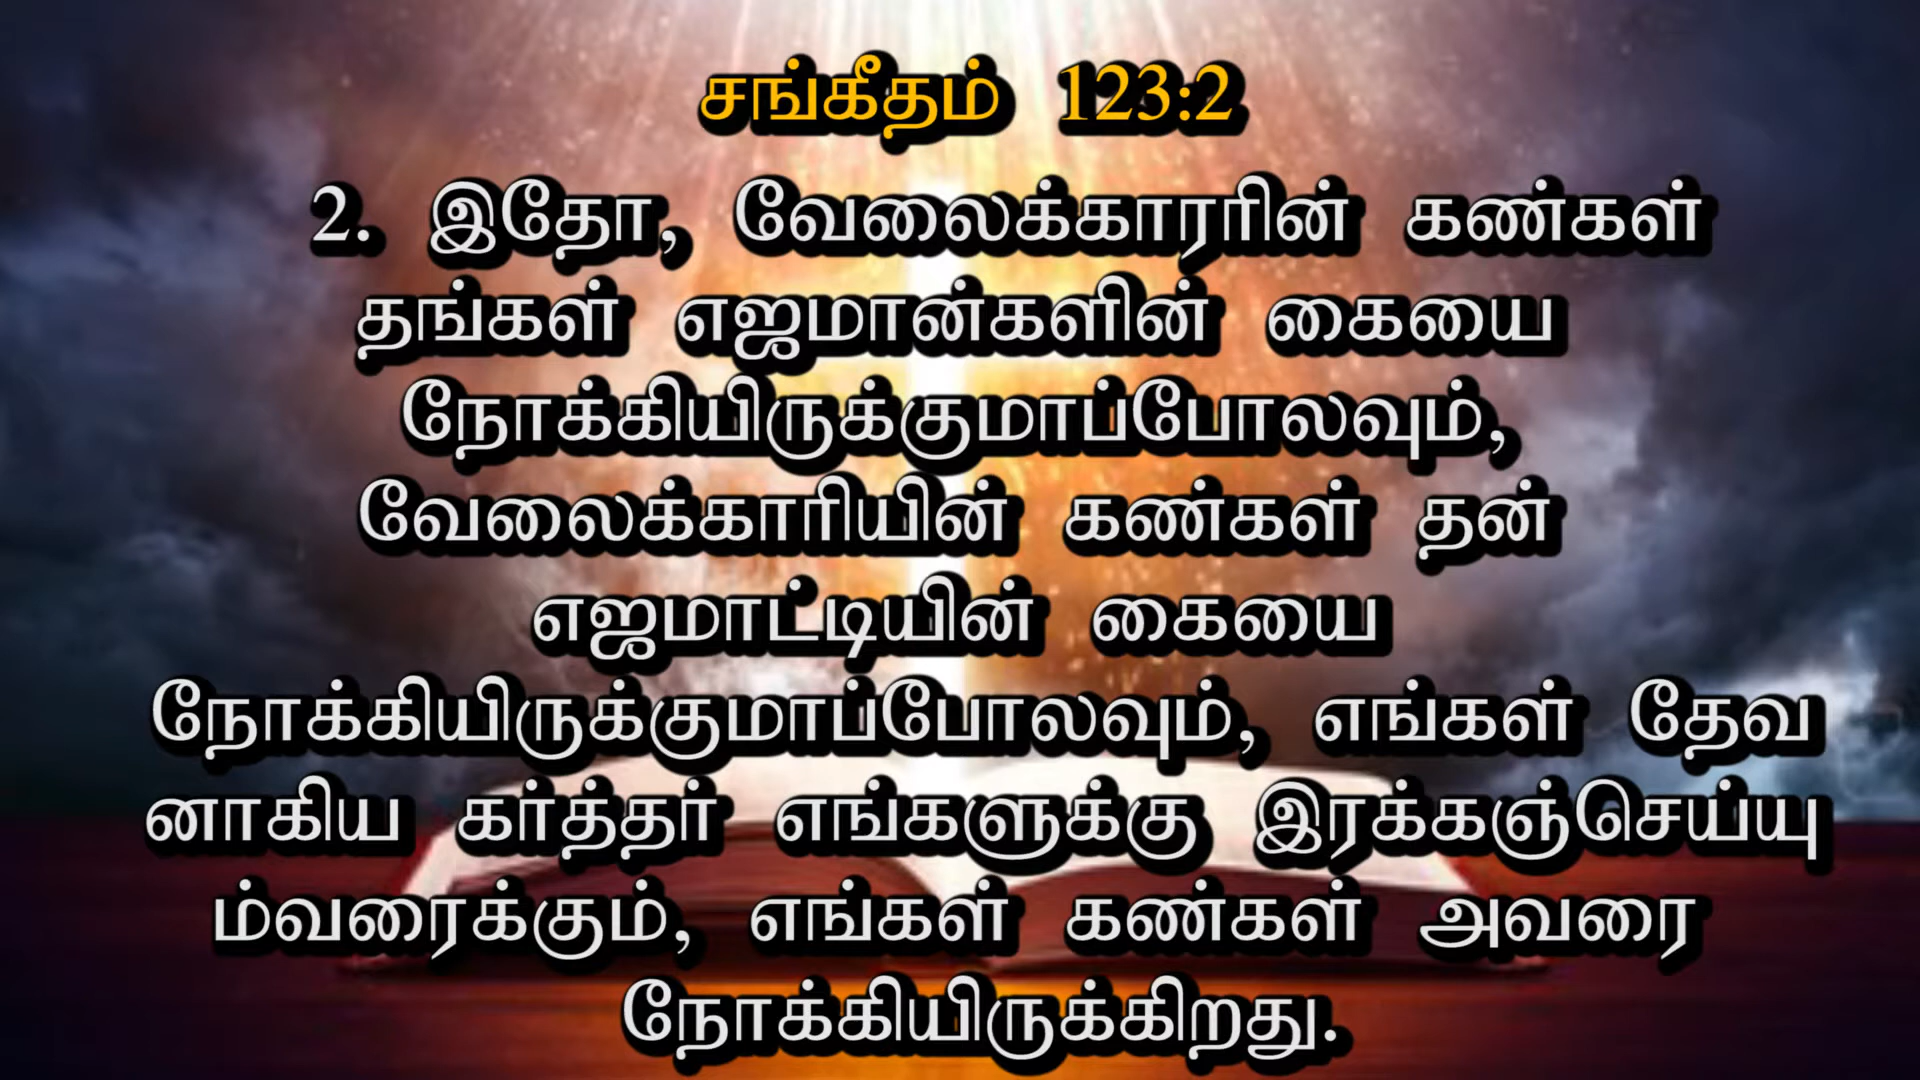 சங்கீதம் 123:2
2. இதோ, வேலைக்காரரின் கண்கள்
தங்கள் எஜமான்களின் கையை
நோக்கியிருக்குமாப்போலவும்,
வேலைக்காரியின் கண்கள் தன்
எஜமாட்டியின் கையை
நோக்கியிருக்குமாப்போலவும், எங்கள் தேவ
னாகிய கர்த்தர் எங்களுக்கு இரக்கஞ்செய்யு
ம்வரைக்கும், எங்கள் கண்கள் அவரை
நோக்கியிருக்கிறது.